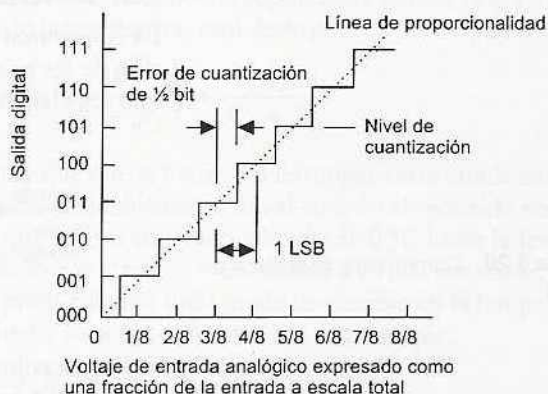 Línea de proporcionalidad
Salida digital
111
110
101
100
011
010
001
000
Error de cuantización
de ½ bit
Nivel de
cuantización
1 LSB
0 1/8 2/8 3/8 4/8 5/8 6/8 7/8 8/8
Voltaje de entrada analógico expresado como
una fracción de la entrada a escala total